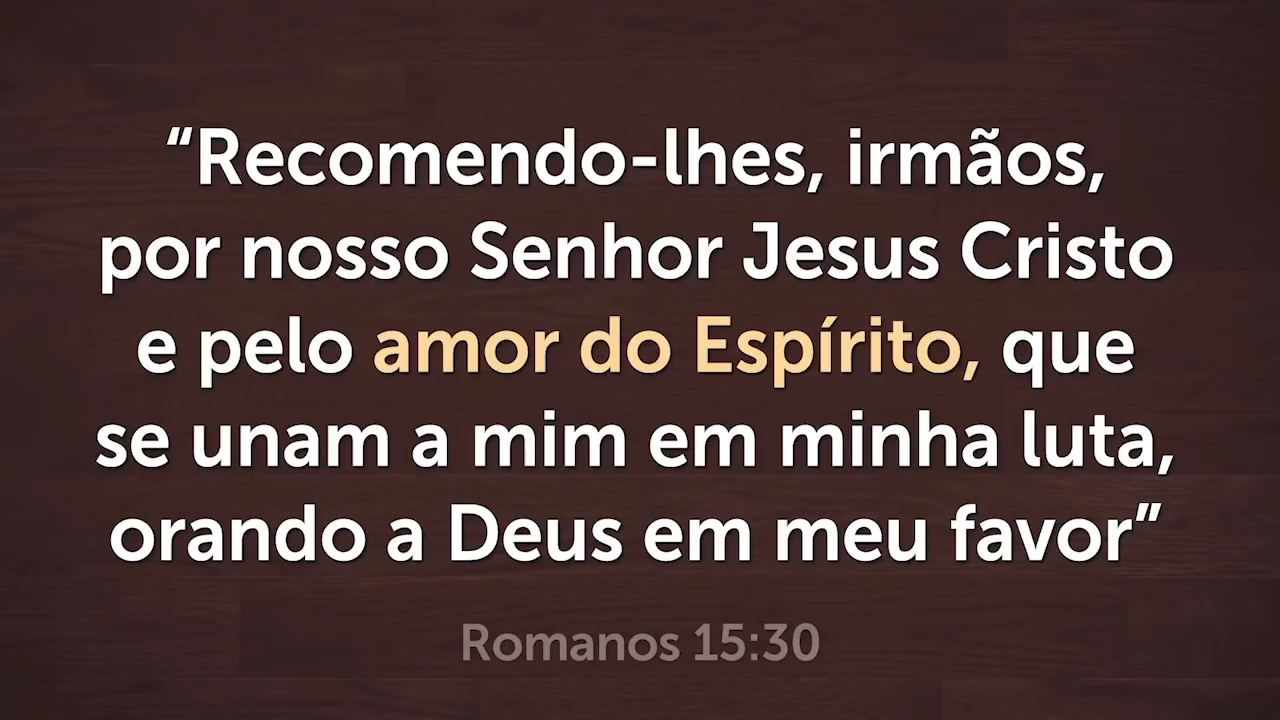 “Recomendo-lhes, irmãos,
por nosso Senhor Jesus Cristo
e pelo amor do Espírito, que
se unam a mim em minha luta,
orando a Deus em meu favor”
Romanos 15:30